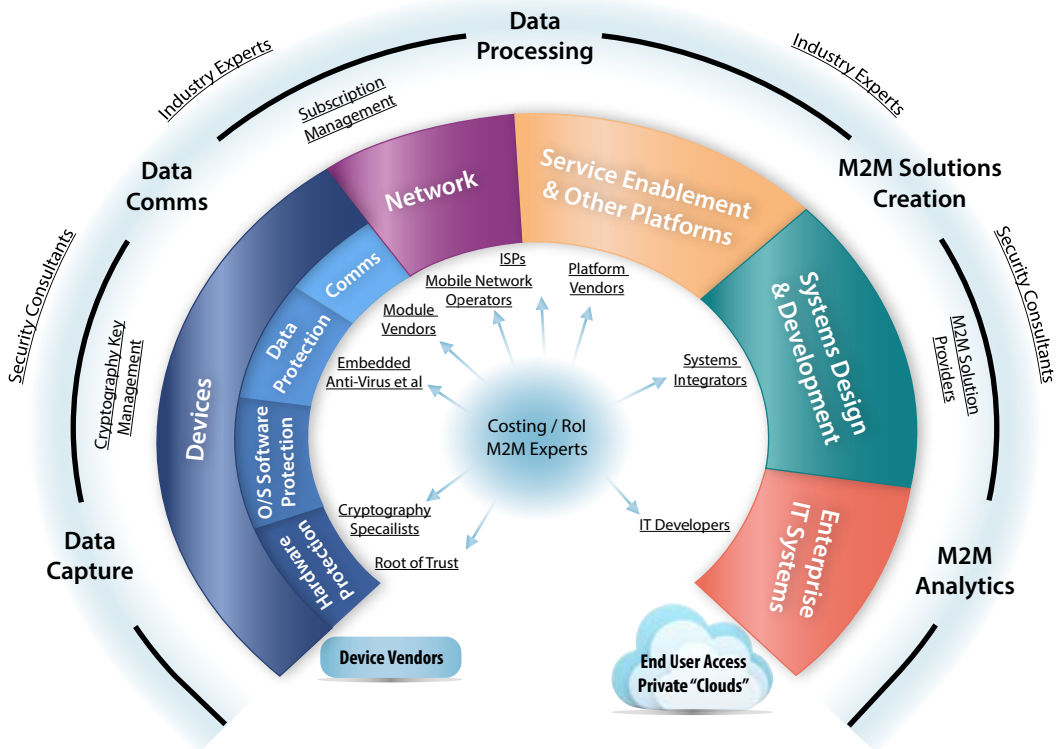 Data
Processing
Industry Experts
Industry Experts
Subscription
Management
Data
Comms
M2M Solutions
Creation
Network
Service Enablement
& Other Platforms
Security Consultants
Security Consultants
Cryptography Key
Management
M2M Solution
Providers
Devices
Comms
Data
Protection
O/S Software
Protection
Hardware
Protection
Systems Design
& Development
Enterprise
IT Systems
ISPs
Mobile Network
Operators
Platform
Vendors
Module
Vendors
Embedded
Anti-Virus et al
Systems
Integrators
Costing / RoI
M2M Experts
Cryptography
Specaillists
Root of Trust
IT Developers
Data
Capture
M2M
Analytics
Device Vendors
End User Access
Private “Clouds”